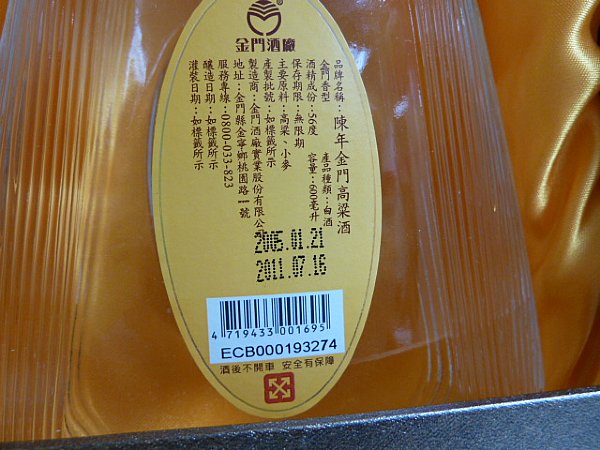 金門酒廠
品牌名稱：陳年金門高粱酒
金門香型 產品種類：白酒
酒精成份：56度 容量：600毫升
保存期限：無限期
主要原料：高粱、小麥
產製批號：如標籤所示
製造商：金門酒廠實業股份有限公
地址：金門縣金寧鄉桃園路一號
服務專線：0800-033-823
釀造日期：如標籤所示
灌裝日期：如標籤所示
2005.01.21
2011.07.16
4 719433 001695
ECB000193274
酒後不開車 安全有保障